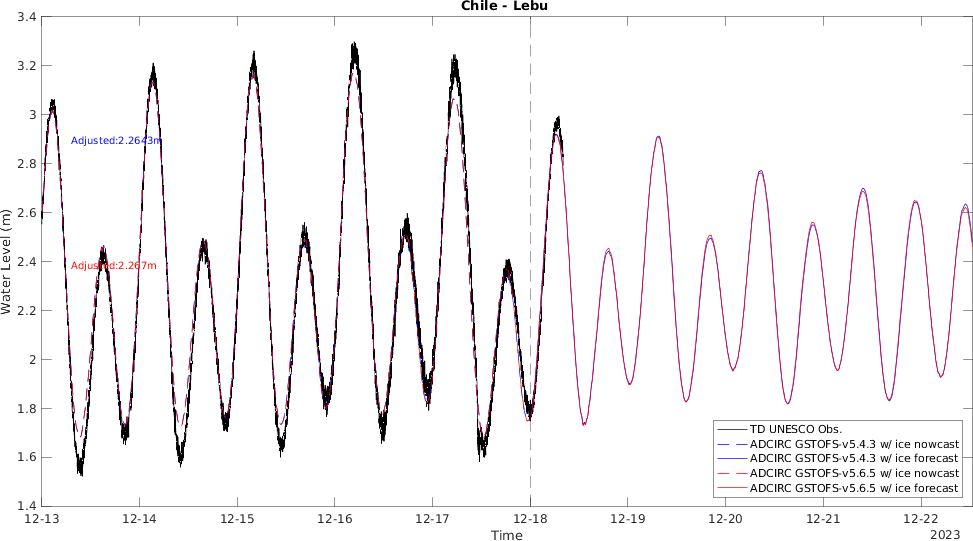 Chile - Lebu
3.4
3.2
3
2.8
2.6
2.4
2.2
2
1.8
1.6
1.4
Water Level (m)
Adjusted:2.2643m
Adjusted:2.267m
TD UNESCO Obs.
ADCIRC GSTOFS-v5.4.3 w/ ice nowcast
ADCIRC GSTOFS-v5.4.3 w/ ice forecast
ADCIRC GSTOFS-v5.6.5 w/ ice nowcast
ADCIRC GSTOFS-v5.6.5 w/ ice forecast
12-13 12-14 12-15 12-16 12-17 12-18 12-19 12-20 12-21 12-22
Time
2023